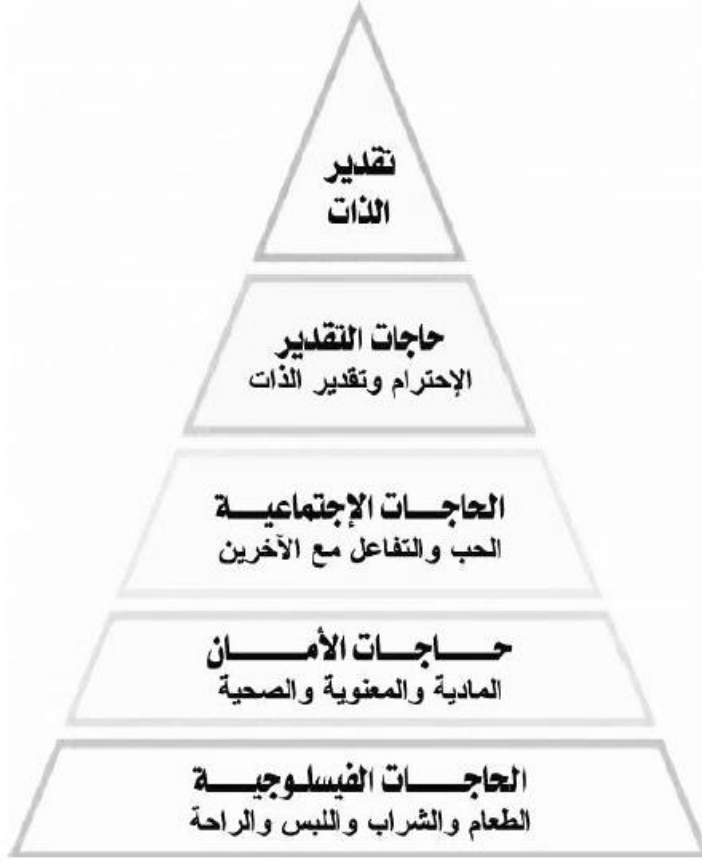 تقدير
الذات
حاجات التقدير
الإحترام وتقدير الذات
الحاجـــات الإجتماعيـــة
الحب والتفاعل مع الآخرين
حـــاجـــات الأمـــان
المادية والمعنوية والصحية
الحاجـــات الفيسلوجيـــة
الطعام والشراب واللبس والراحة